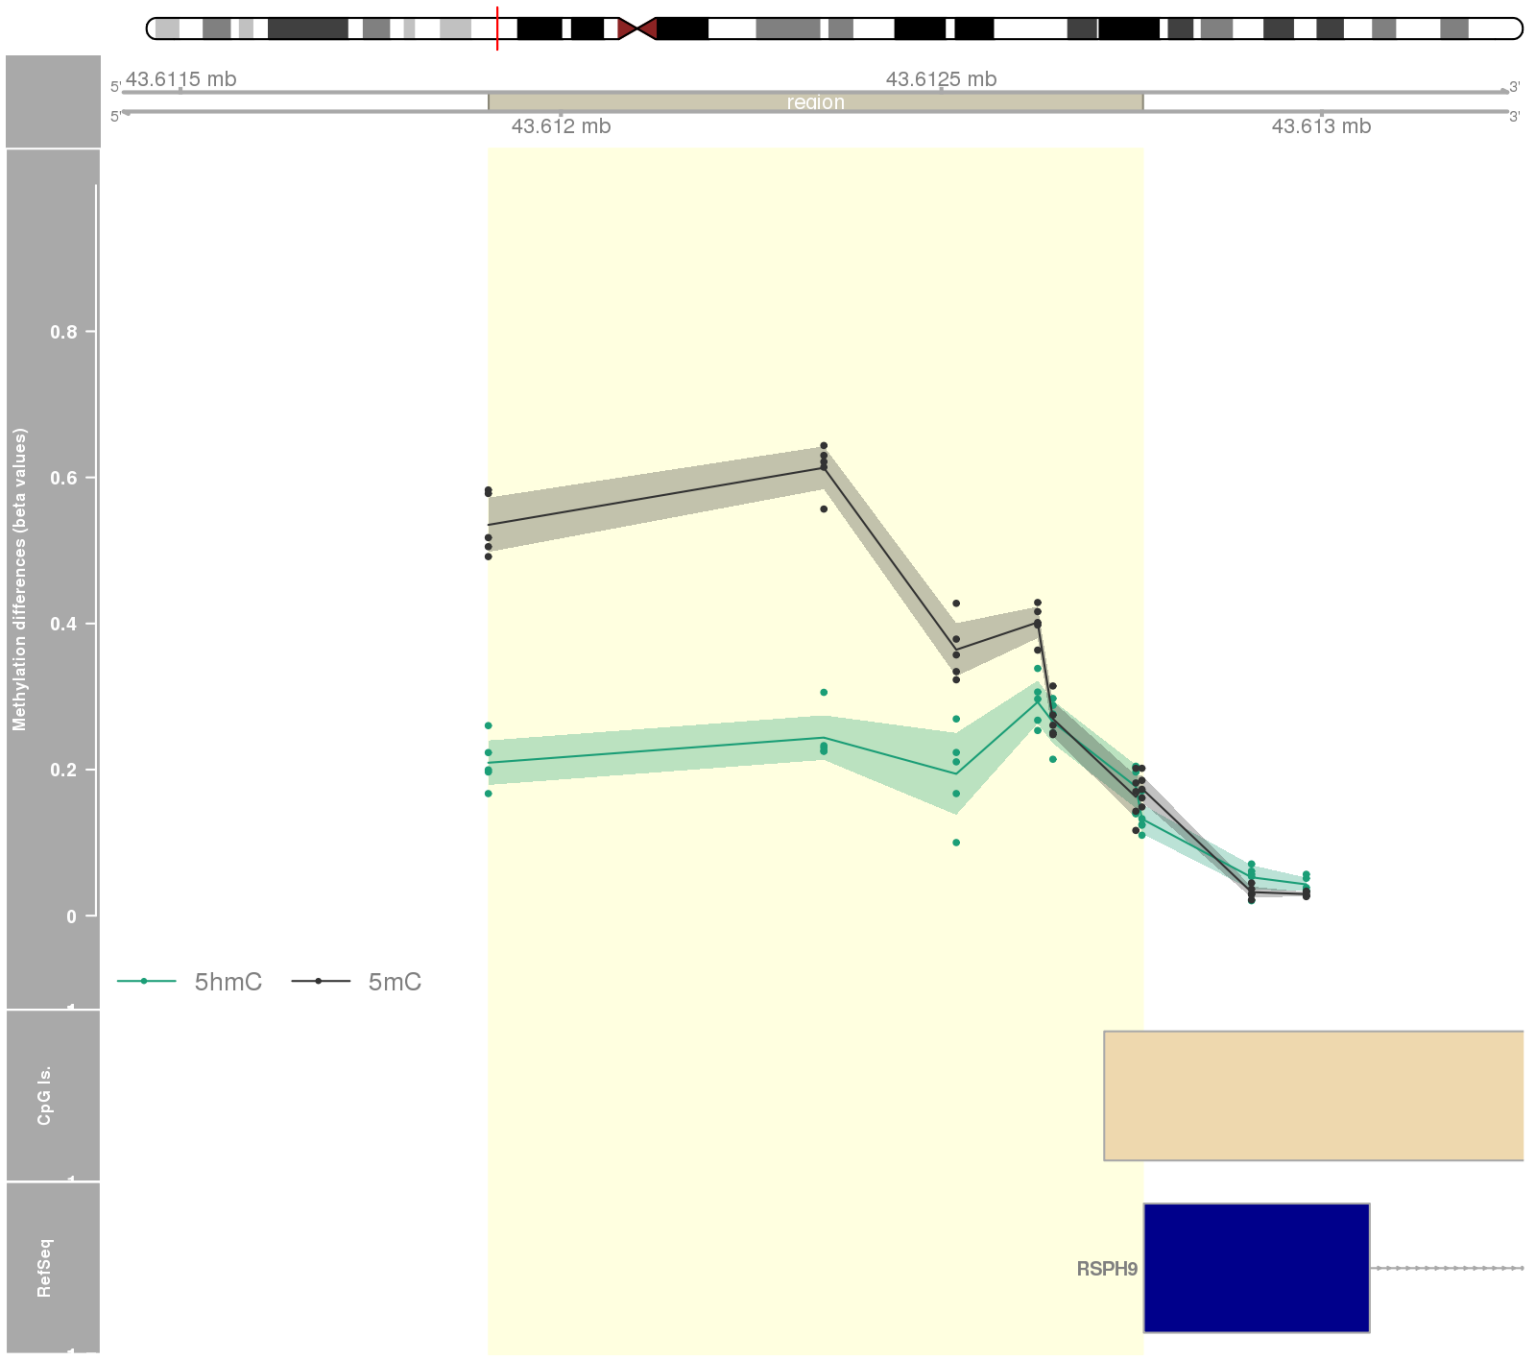 43.6115 mb
43.6125 mb
5'
3'
region
5'
3'
43.612 mb
43.613 mb
Methylation differences (beta values)
0.8
0.6
0.4
0.2
0
5hmC
5mC
CpG Is.
RefSeq
RSPH9